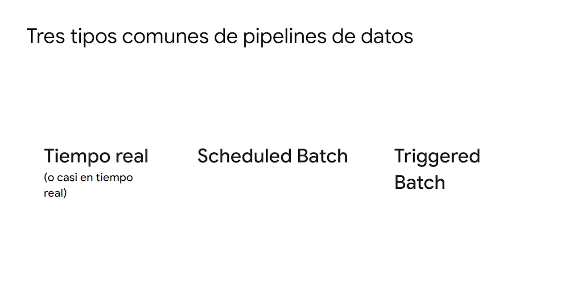 Tres tipos comunes de pipelines de datos
Tiempo real
(o casi en tiempo
real)
Scheduled Batch
Triggered
Batch